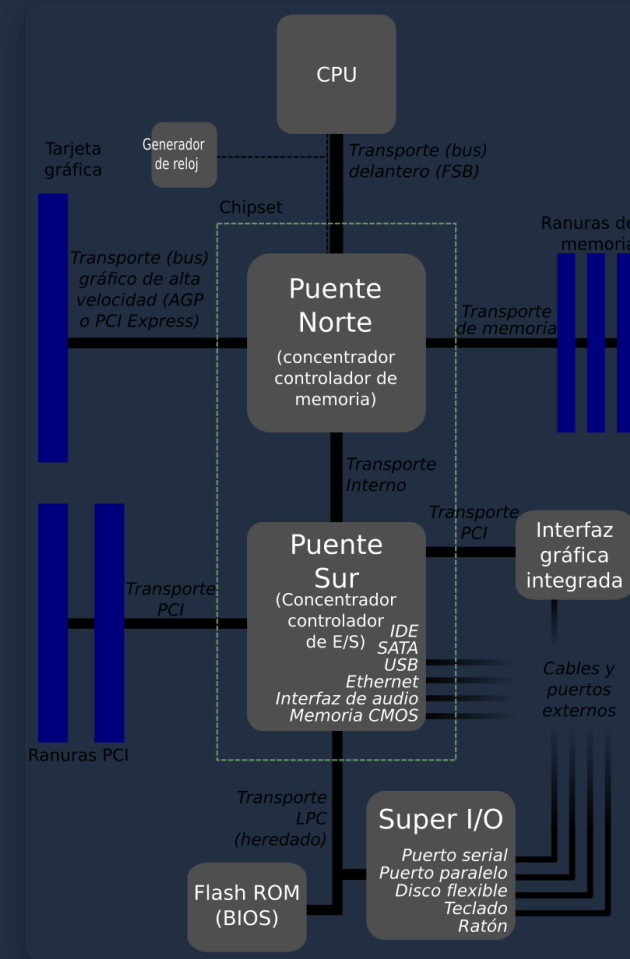 CPU
Tarjeta
gráfica
Generador
de reloj
Transporte (bus)
delantero (FSB)
Chipset
Ranuras de
memoria
Transporte (bus)
gráfico de alta
velocidad (AGP
o PCI Express)
Puente
Norte
(concentrador
controlador de
memoria)
Transporte
de memoria
Transporte
Interno
Transporte
PCI
Interfaz
gráfica
integrada
Puente
Sur
(Concentrador
controlador
de E/S)
IDE
SATA
USB
Ethernet
Interfaz de audio
Memoria CMOS
Transporte
PCI
Cables y
puertos
externos
Ranuras PCI
Transporte
LPC
(heredado)
Super I/O
Puerto serial
Puerto paralelo
Disco flexible
Teclado
Ratón
Flash ROM
(BIOS)